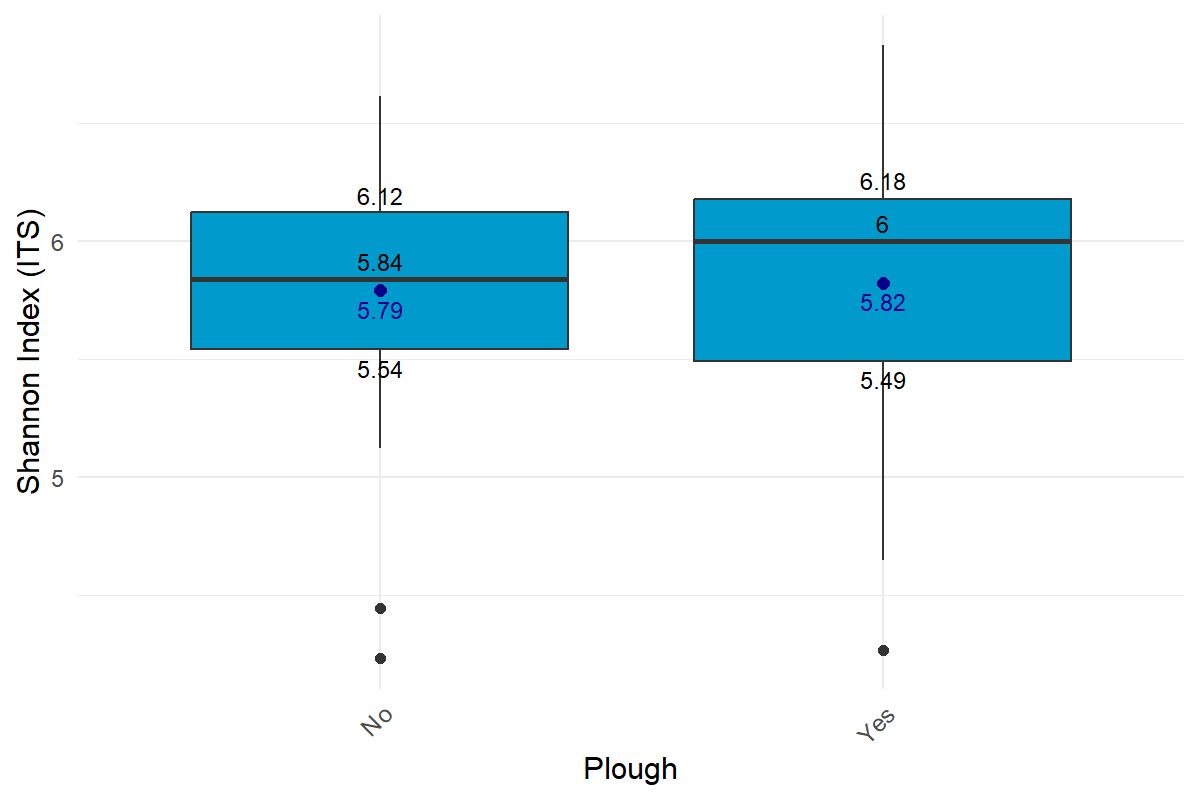 Shannon Index (ITS)
6
5
6.12
5.84
5.79
5.54
6.18
6
5.82
5.49
No
Yes
Plough